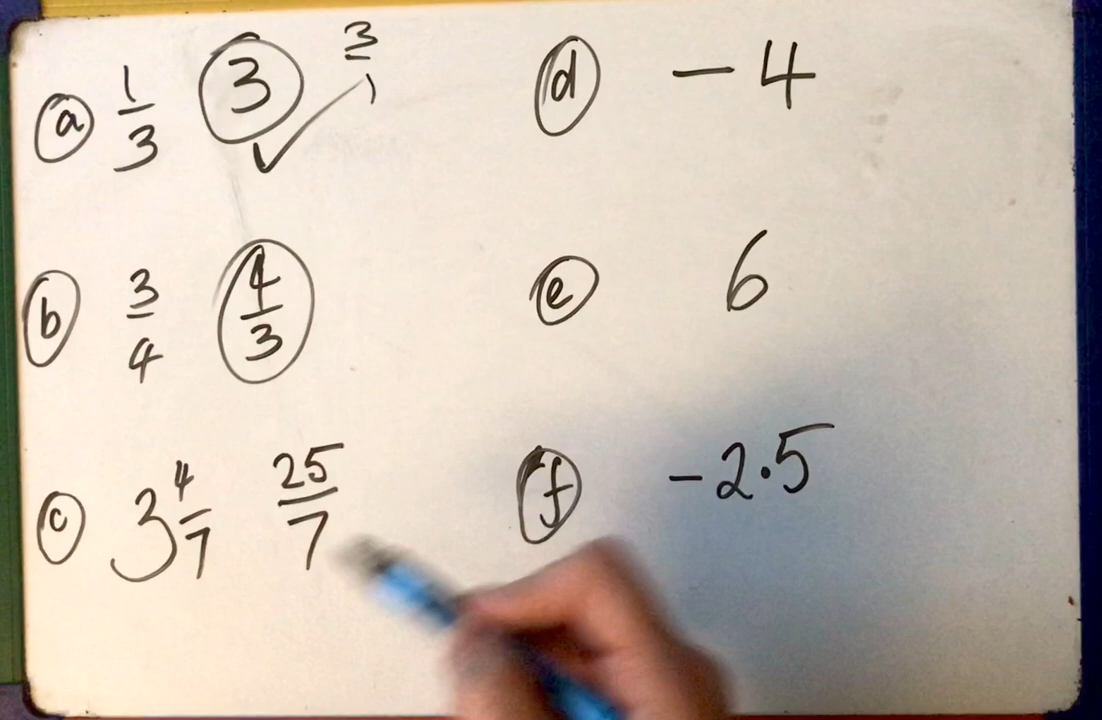 a 1/3 3 3/1
b 3/4 4/3
c 3 4/7 25/7
d -4
e 6
f -2.5